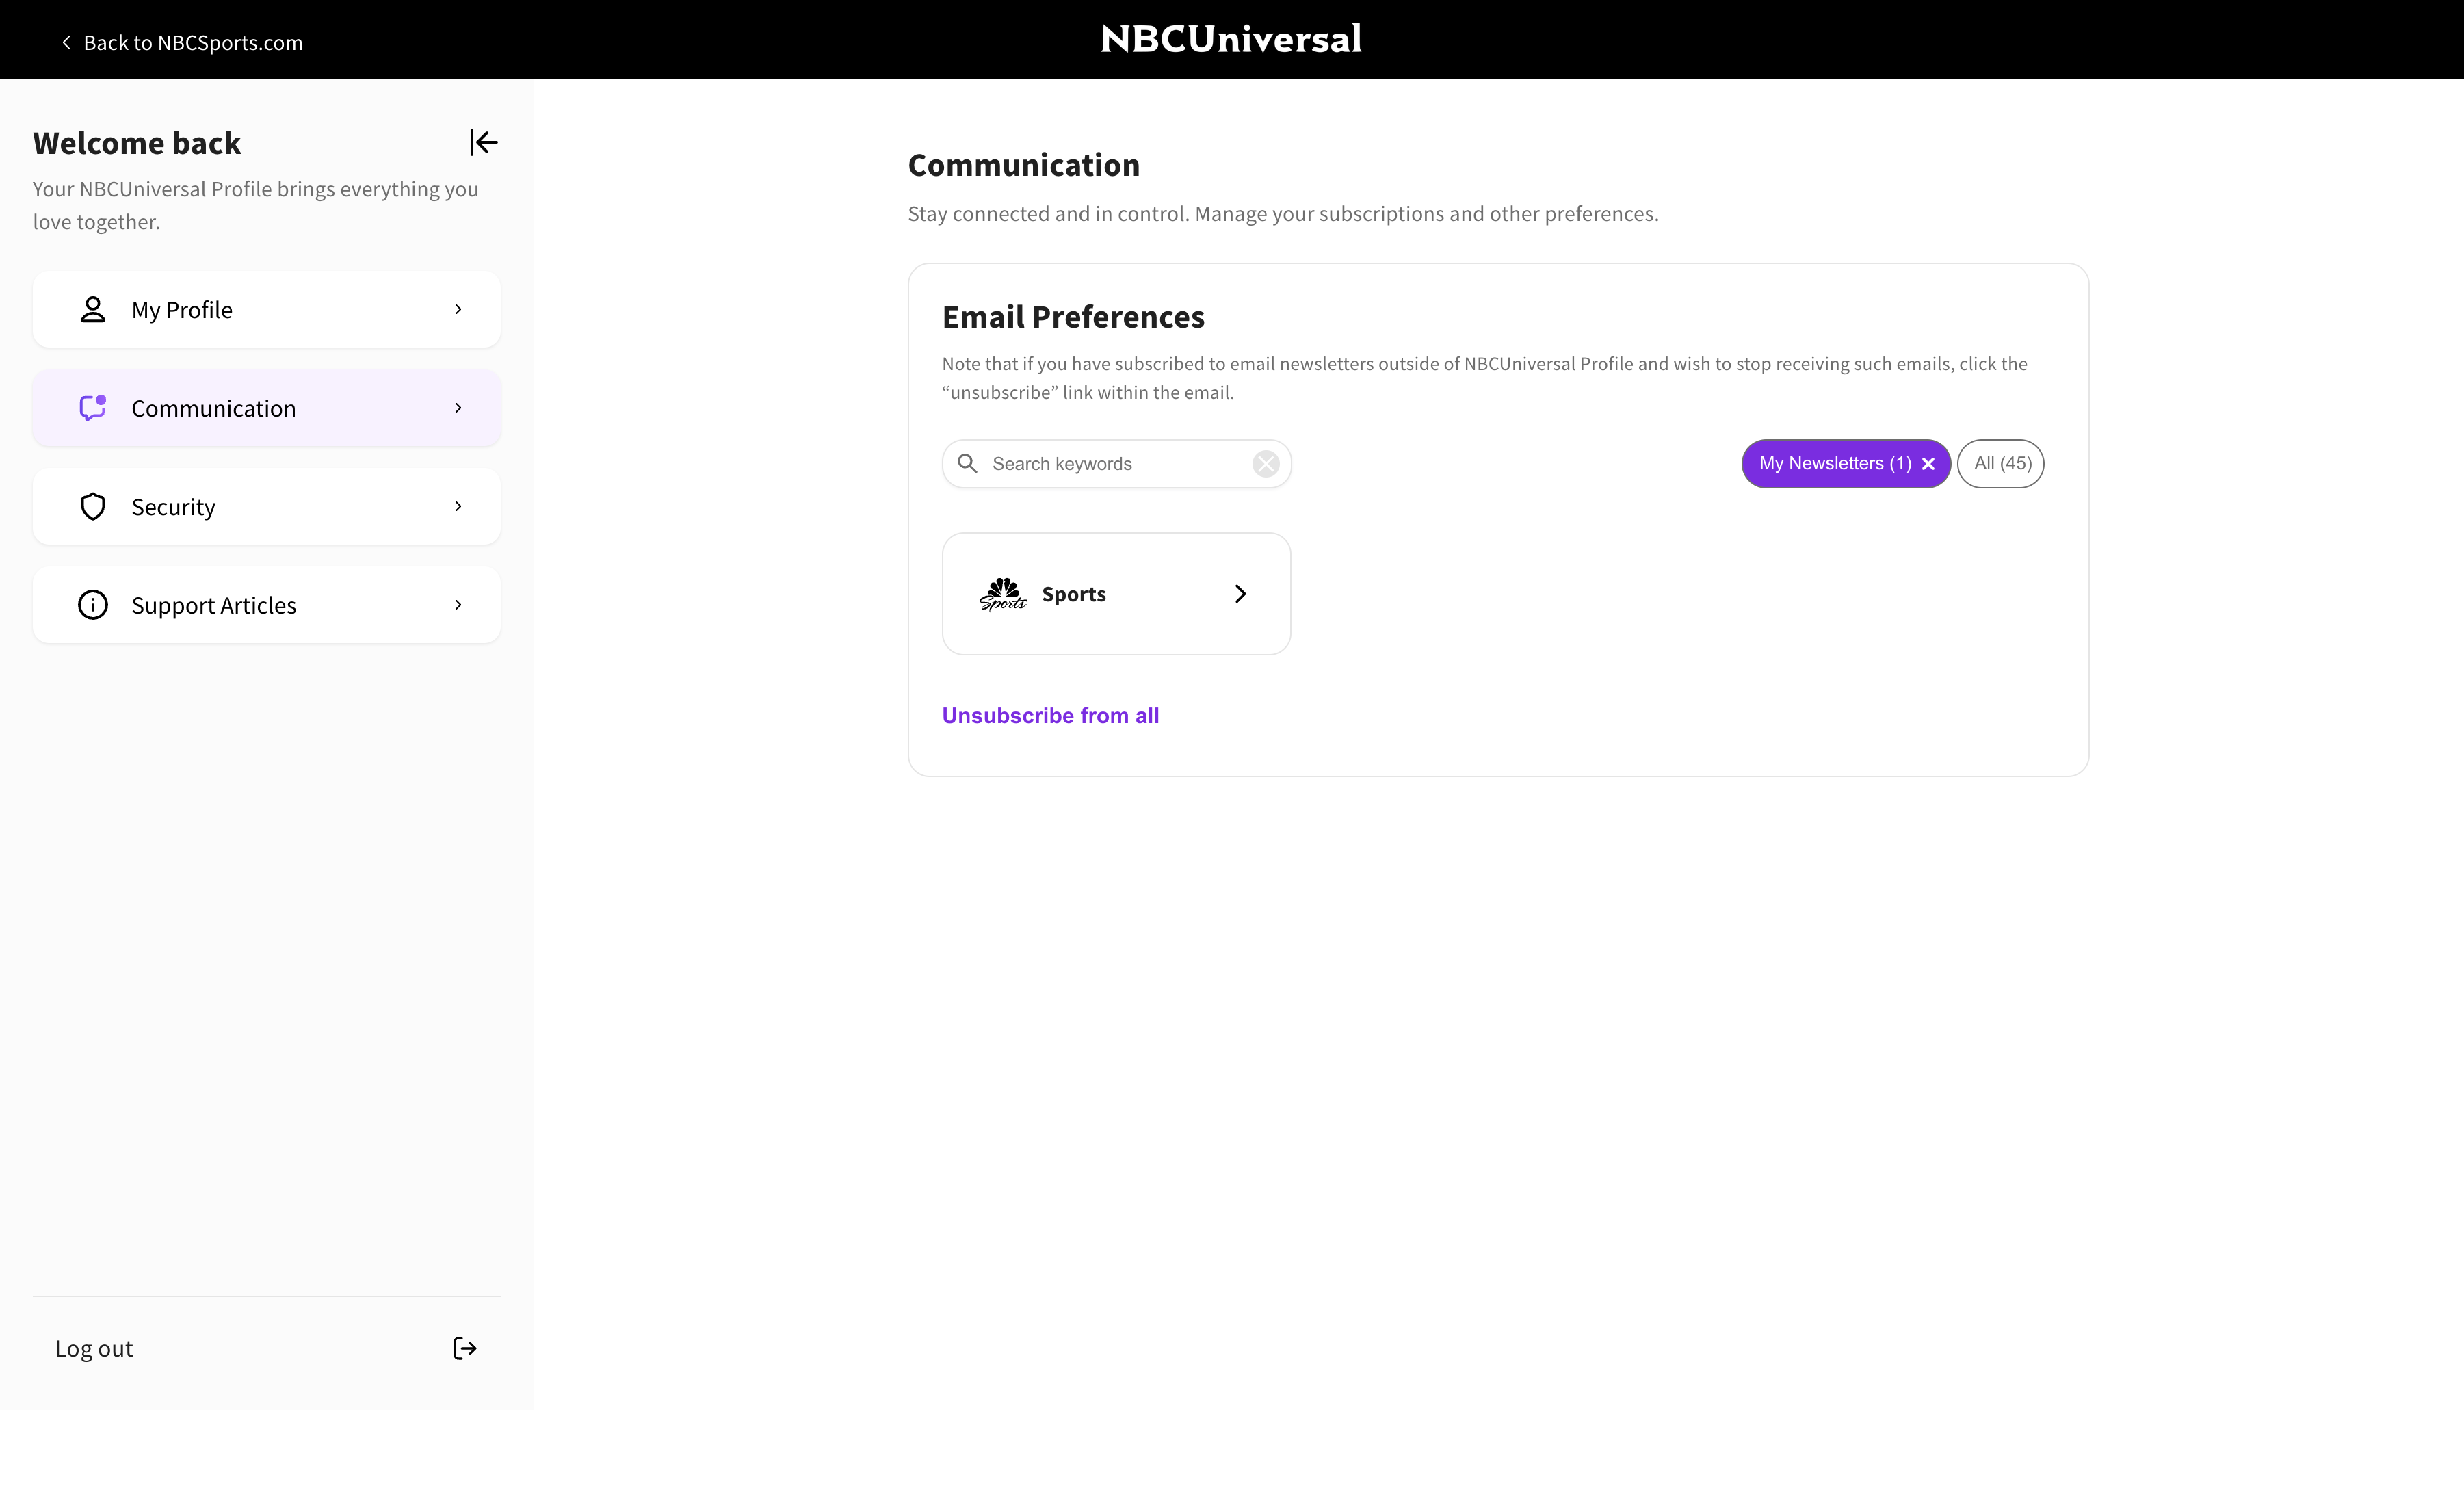 Back to NBCSports.com
NBCUniversal
Welcome back
Your NBCUniversal Profile brings everything you
love together.
My Profile
Communication
Security
Support Articles
Log out
Communication
Stay connected and in control. Manage your subscriptions and other preferences.
Email Preferences
Note that if you have subscribed to email newsletters outside of NBCUniversal Profile and wish to stop receiving such emails, click the
“unsubscribe” link within the email.
Search keywords
My Newsletters (1)
All (45)
Sports
Sports
Unsubscribe from all